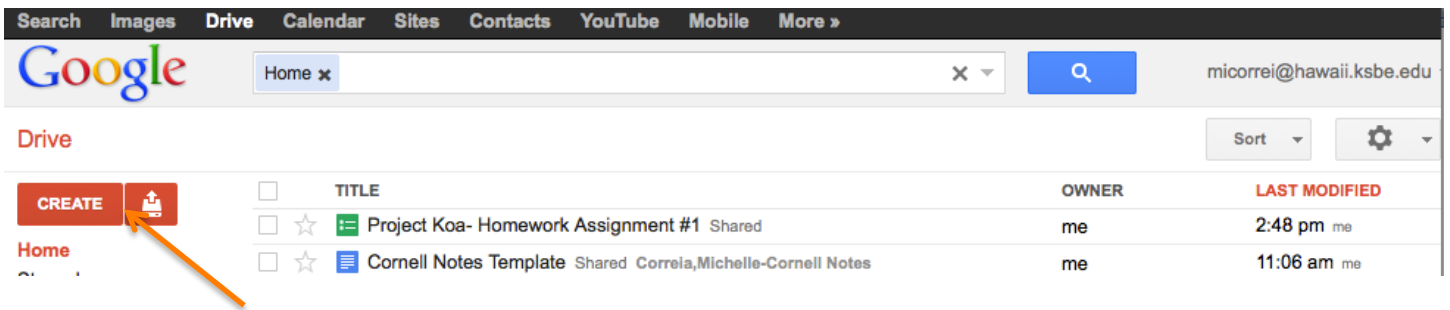 Search Images Drive Calendar Sites Contacts YouTube Mobile More »
Google Home × × micorrei@hawaii.ksbe.edu
Drive Sort
CREATE TITLE OWNER LAST MODIFIED
Project Koa- Homework Assignment #1 Shared me 2:48 pm me
Home
Cornell Notes Template Shared Correia,Michelle-Cornell Notes me 11:06 am me